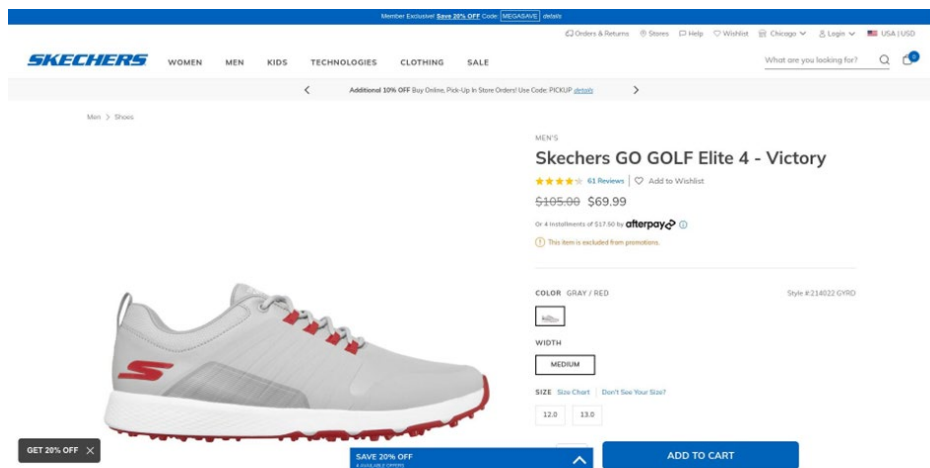 Member Exclusive! Save 20% OFF Code: MEGASAVE details
Orders & Returns Stores Help Wishlist Chicago Login USA | USD
SKECHERS WOMEN MEN KIDS TECHNOLOGIES CLOTHING SALE What are you looking for? 0
Additional 10% OFF Buy Online, Pick-Up In Store Orders! Use Code: PICKUP details
Men > Shoes
MEN'S
Skechers GO GOLF Elite 4 - Victory
61 Reviews Add to Wishlist
$105.00 $69.99
Or 4 installments of $17.50 by afterpay
This item is excluded from promotions.
COLOR GRAY / RED Style #:214022-GYRD
WIDTH
MEDIUM
SIZE Size Chart Don't See Your Size?
12.0 13.0
GET 20% OFF X
SAVE 20% OFF
4 AVAILABLE OFFERS
ADD TO CART